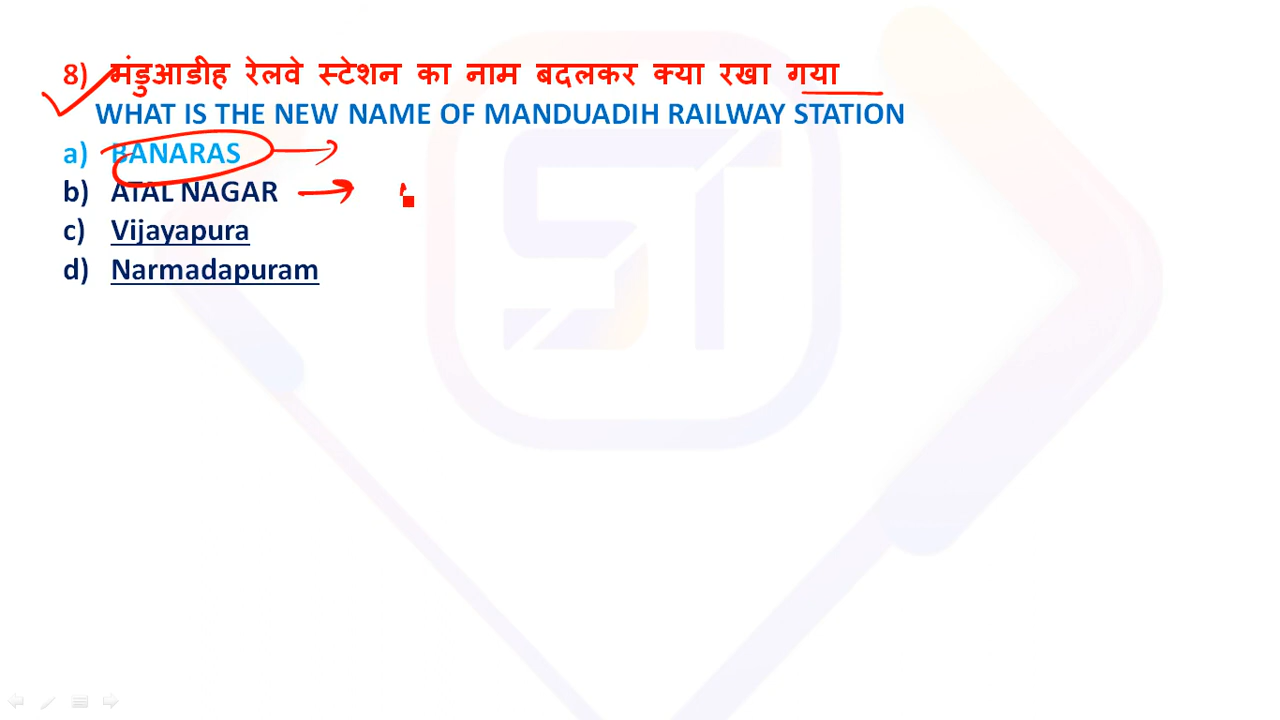 8) मंडुआडीह रेलवे स्टेशन का नाम बदलकर क्या रखा गया
WHAT IS THE NEW NAME OF MANDUADIH RAILWAY STATION
a) BANARAS
b) ATAL NAGAR
c) Vijayapura
d) Narmadapuram
ST